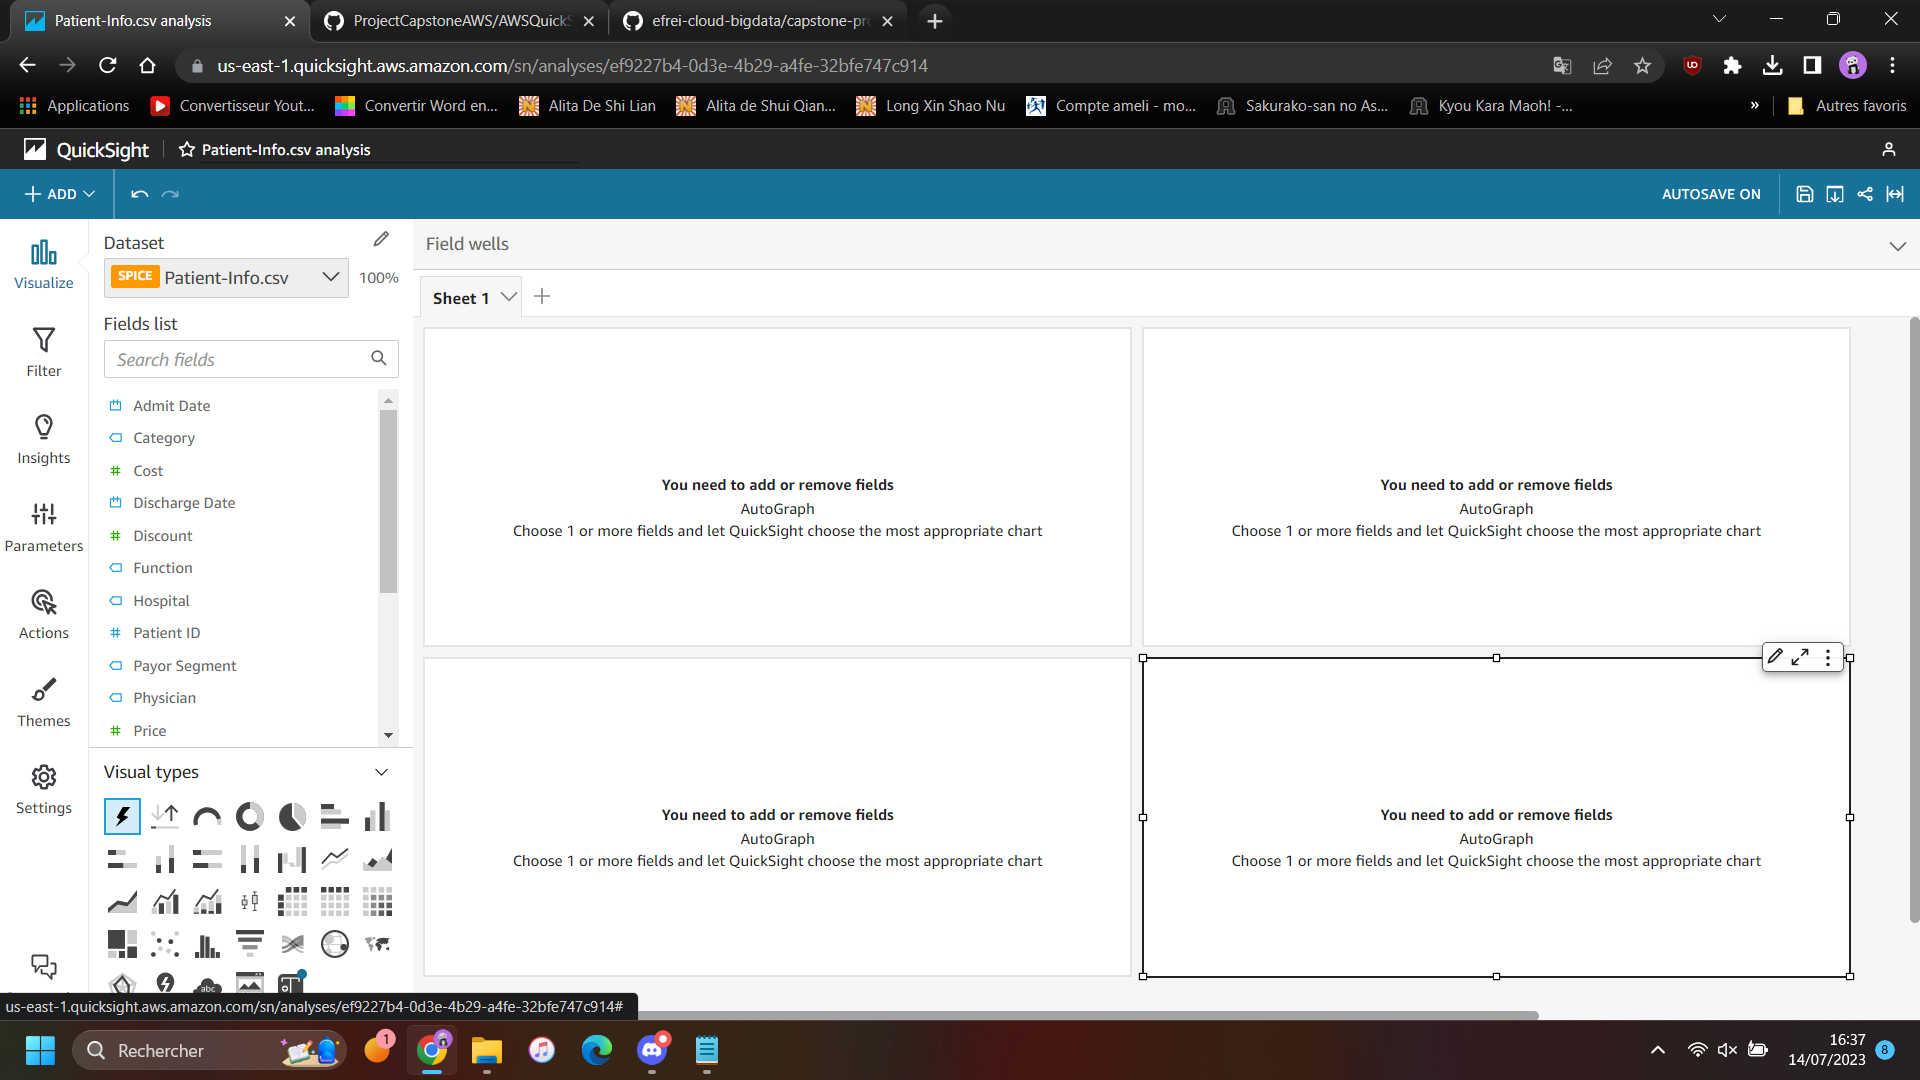 Patient-Info.csv analysis
ProjectCapstoneAWS/AWSQuickS
efrei-cloud-bigdata/capstone-pro
us-east-1.quicksight.aws.amazon.com/sn/analyses/ef9227b4-0d3e-4b29-a4fe-32bfe747c914
Applications
Convertisseur Yout...
Convertir Word en...
Alita De Shi Lian
Alita de Shui Qian...
Long Xin Shao Nu
Compte ameli - mo...
Sakurako-san no As...
Kyou Kara Maoh! -...
»
Autres favoris
QuickSight
Patient-Info.csv analysis
ADD
AUTOSAVE ON
Visualize
Filter
Insights
Parameters
Actions
Themes
Settings
Dataset
SPICE Patient-Info.csv
100%
Fields list
Search fields
Admit Date
Category
Cost
Discharge Date
Discount
Function
Hospital
Patient ID
Payor Segment
Physician
Price
Visual types
abc
Field wells
Sheet 1
You need to add or remove fields
AutoGraph
Choose 1 or more fields and let QuickSight choose the most appropriate chart
You need to add or remove fields
AutoGraph
Choose 1 or more fields and let QuickSight choose the most appropriate chart
You need to add or remove fields
AutoGraph
Choose 1 or more fields and let QuickSight choose the most appropriate chart
You need to add or remove fields
AutoGraph
Choose 1 or more fields and let QuickSight choose the most appropriate chart
us-east-1.quicksight.aws.amazon.com/sn/analyses/ef9227b4-0d3e-4b29-a4fe-32bfe747c914#
Rechercher
1
16:37
14/07/2023
8